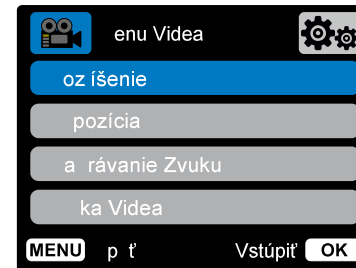 enu Videa
oz íšenie
pozícia
a rávanie Zvuku
ka Videa
MENU p ť Vstúpiť OK